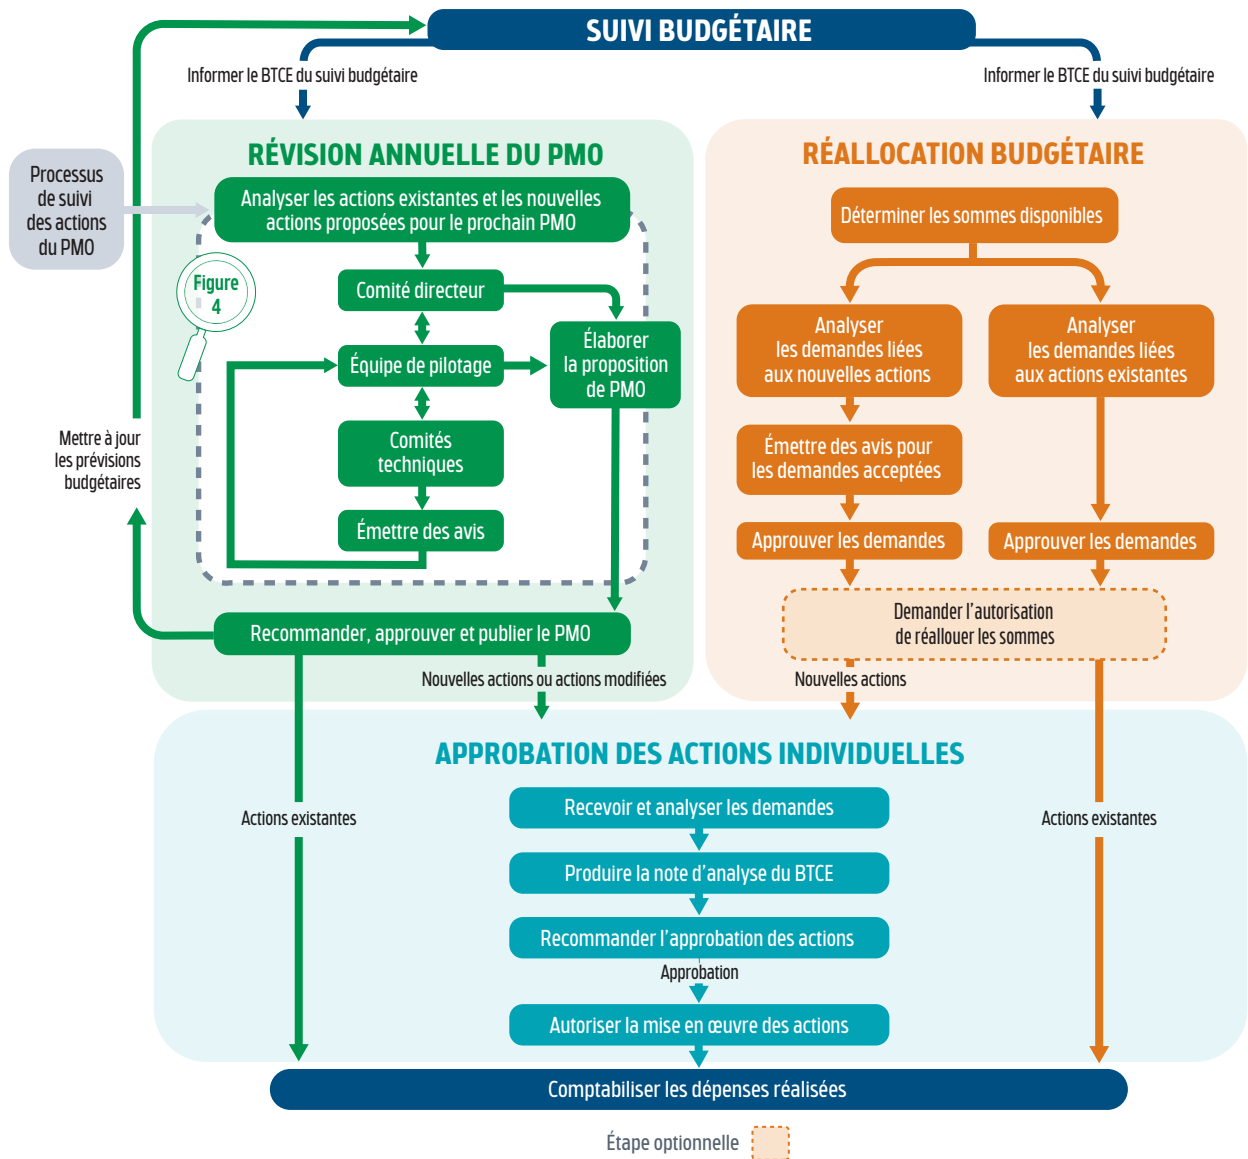 SUIVI BUDGÉTAIRE
Informer le BTCE du suivi budgétaire
Informer le BTCE du suivi budgétaire
Processus
de suivi
des actions
du PMO
RÉVISION ANNUELLE DU PMO
Analyser les actions existantes et les nouvelles
actions proposées pour le prochain PMO
Figure
4
Comité directeur
Équipe de pilotage
Élaborer
la proposition
de PMO
Comités
techniques
Émettre des avis
Mettre à jour
les prévisions
budgétaires
Recommander, approuver et publier le PMO
Nouvelles actions ou actions modifiées
RÉALLOCATION BUDGÉTAIRE
Déterminer les sommes disponibles
Analyser
les demandes liées
aux nouvelles actions
Analyser
les demandes liées
aux actions existantes
Émettre des avis pour
les demandes acceptées
Approuver les demandes
Approuver les demandes
Demander l'autorisation
de réallouer les sommes
Nouvelles actions
APPROBATION DES ACTIONS INDIVIDUELLES
Recevoir et analyser les demandes
Actions existantes
Actions existantes
Produire la note d'analyse du BTCE
Recommander l'approbation des actions
Approbation
Autoriser la mise en œuvre des actions
Comptabiliser les dépenses réalisées
Étape optionnelle